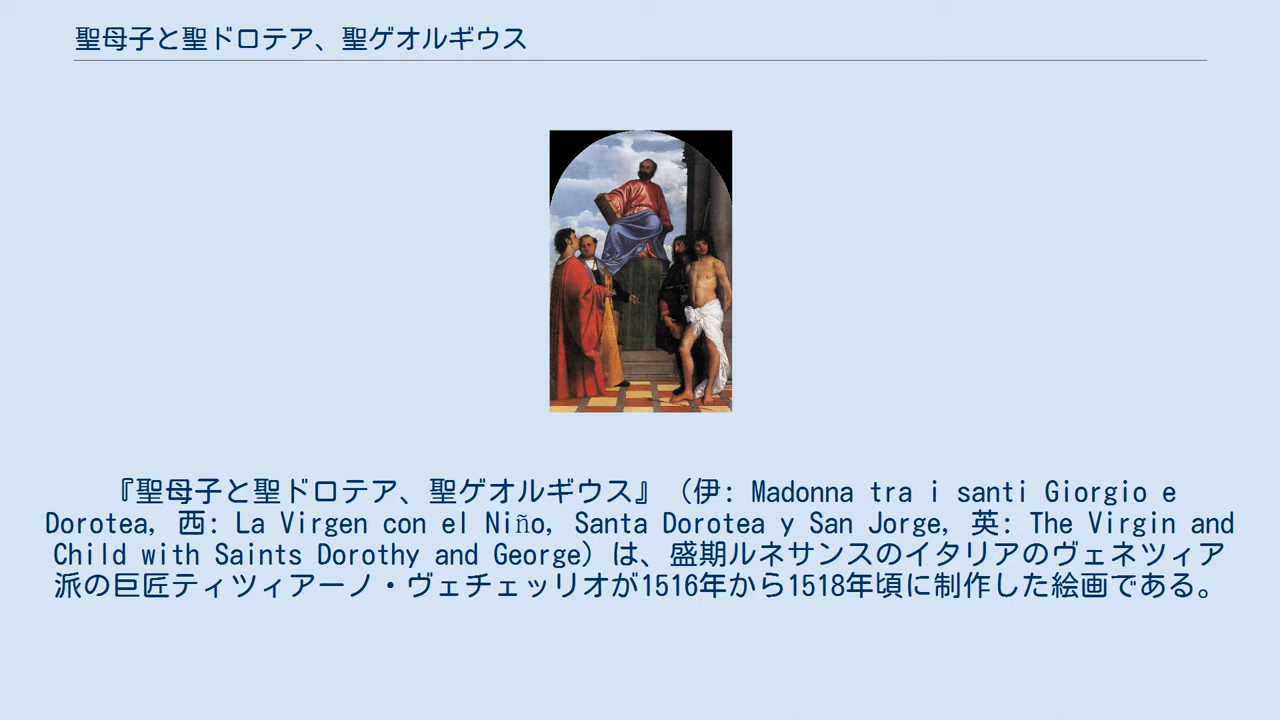 聖母子と聖ドロテア、聖ゲオルギウス
『聖母子と聖ドロテア、聖ゲオルギウス』（伊: Madonna tra i santi Giorgio e
Dorotea, 西: La Virgen con el Niño, Santa Dorotea y San Jorge, 英: The Virgin and
Child with Saints Dorothy and George）は、盛期ルネサンスのイタリアのヴェネツィア
派の巨匠ティツィアーノ・ヴェチェッリオが1516年から1518年頃に制作した絵画である。